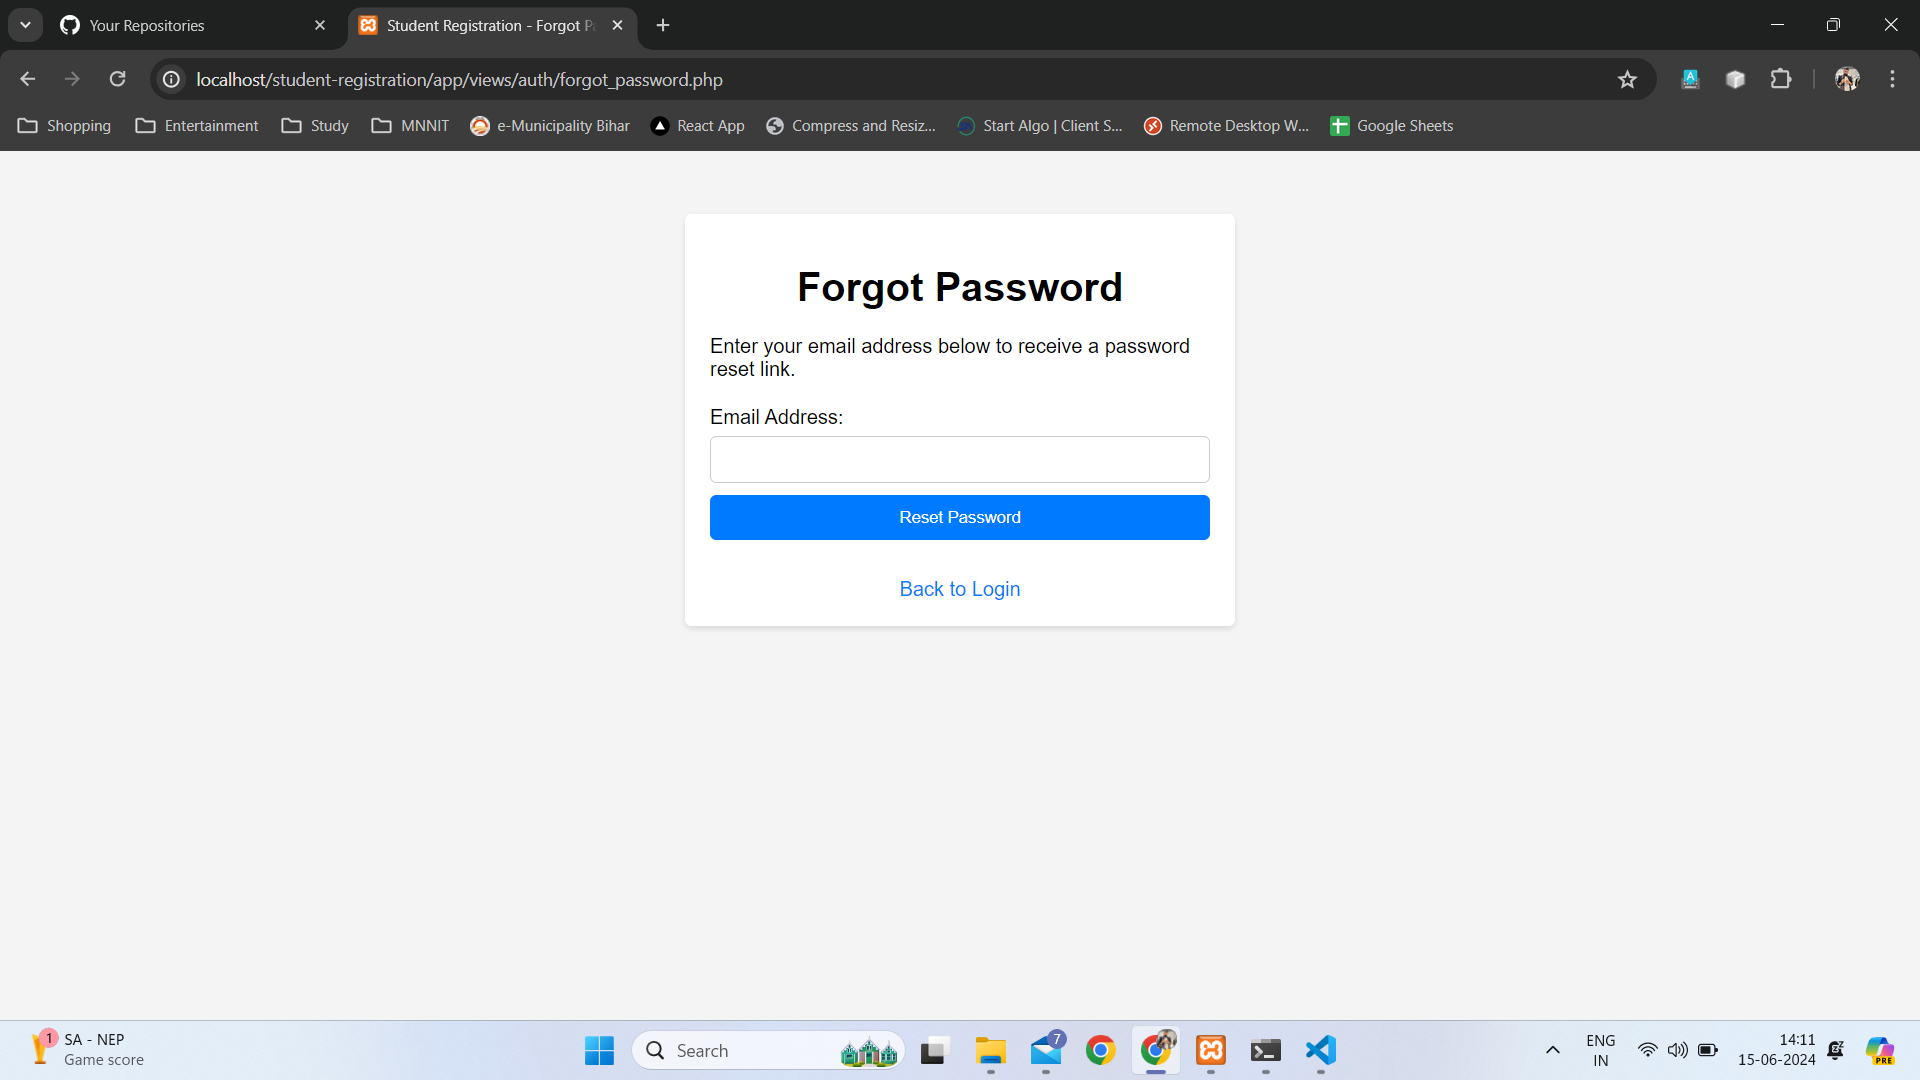 Your Repositories
Student Registration - Forgot P
localhost/student-registration/app/views/auth/forgot_password.php
Shopping
Entertainment
Study
MNNIT
e-Municipality Bihar
React App
Compress and Resiz...
Start Algo | Client S...
Remote Desktop W...
Google Sheets
Forgot Password
Enter your email address below to receive a password
reset link.
Email Address:
Reset Password
Back to Login
1
SA - NEP
Game score
Search
7
ENG
IN
14:11
15-06-2024
PRE